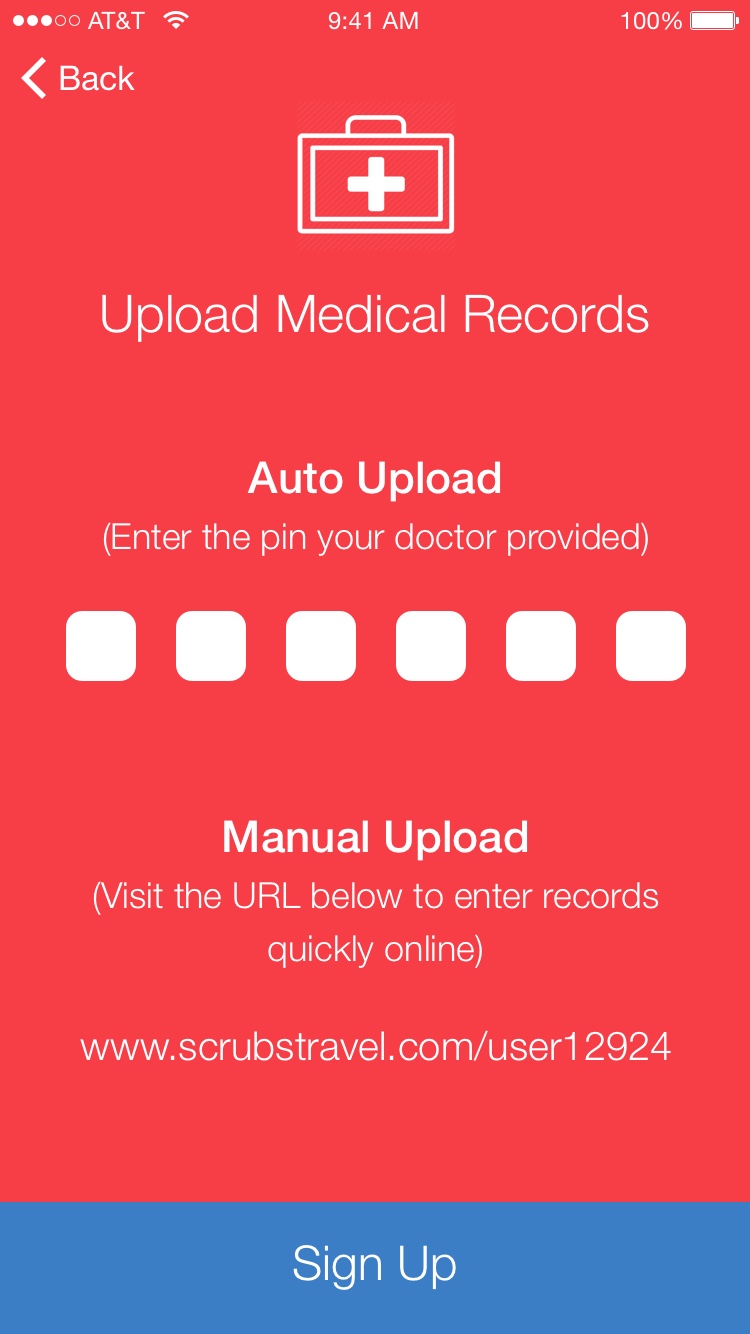 AT&T 9:41 AM 100%
Back
Upload Medical Records
Auto Upload
(Enter the pin your doctor provided)
Manual Upload
(Visit the URL below to enter records
quickly online)
www.scrubstravel.com/user12924
Sign Up